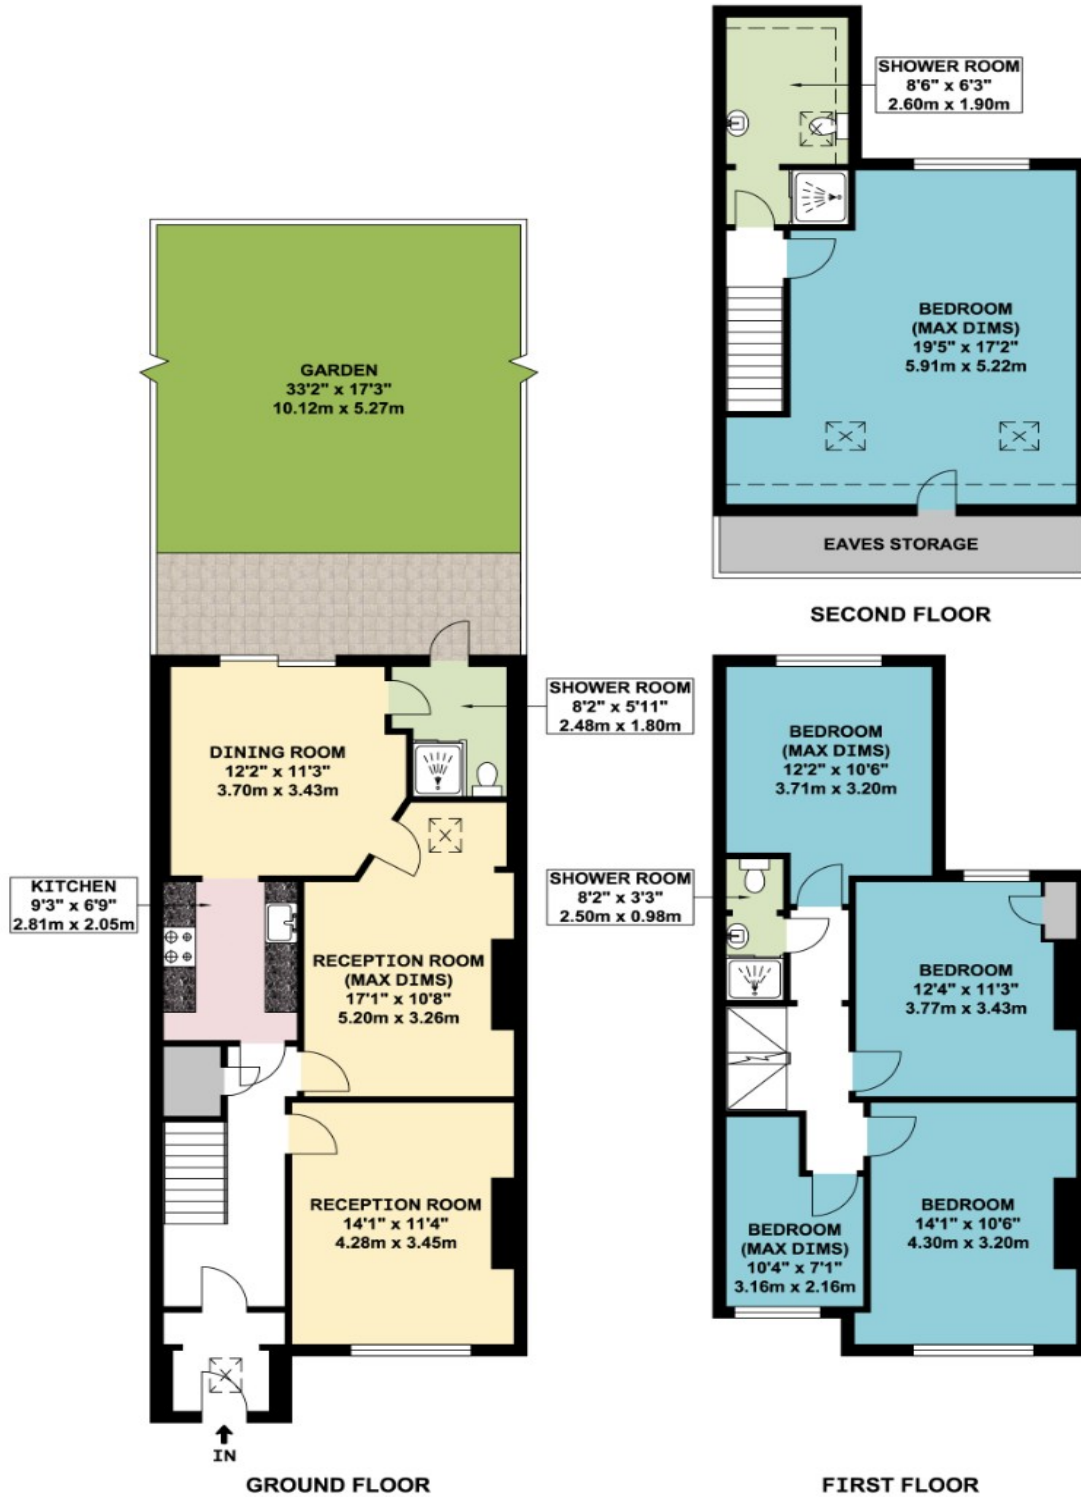 SHOWER ROOM
8'6" x 6'3"
2.60m x 1.90m
BEDROOM
(MAX DIMS)
19'5" x 17'2"
5.91m x 5.22m
EAVES STORAGE
SECOND FLOOR
GARDEN
33'2" x 17'3"
10.12m x 5.27m
SHOWER ROOM
8'2" x 5'11"
2.48m x 1.80m
DINING ROOM
12'2" x 11'3"
3.70m x 3.43m
KITCHEN
9'3" x 6'9"
2.81m x 2.05m
RECEPTION ROOM
(MAX DIMS)
17'1" x 10'8"
5.20m x 3.26m
RECEPTION ROOM
14'1" x 11'4"
4.28m x 3.45m
IN
GROUND FLOOR
BEDROOM
(MAX DIMS)
12'2" x 10'6"
3.71m x 3.20m
SHOWER ROOM
8'2" x 3'3"
2.50m x 0.98m
BEDROOM
12'4" x 11'3"
3.77m x 3.43m
BEDROOM
14'1" x 10'6"
4.30m x 3.20m
BEDROOM
(MAX DIMS)
10'4" x 7'1"
3.16m x 2.16m
FIRST FLOOR